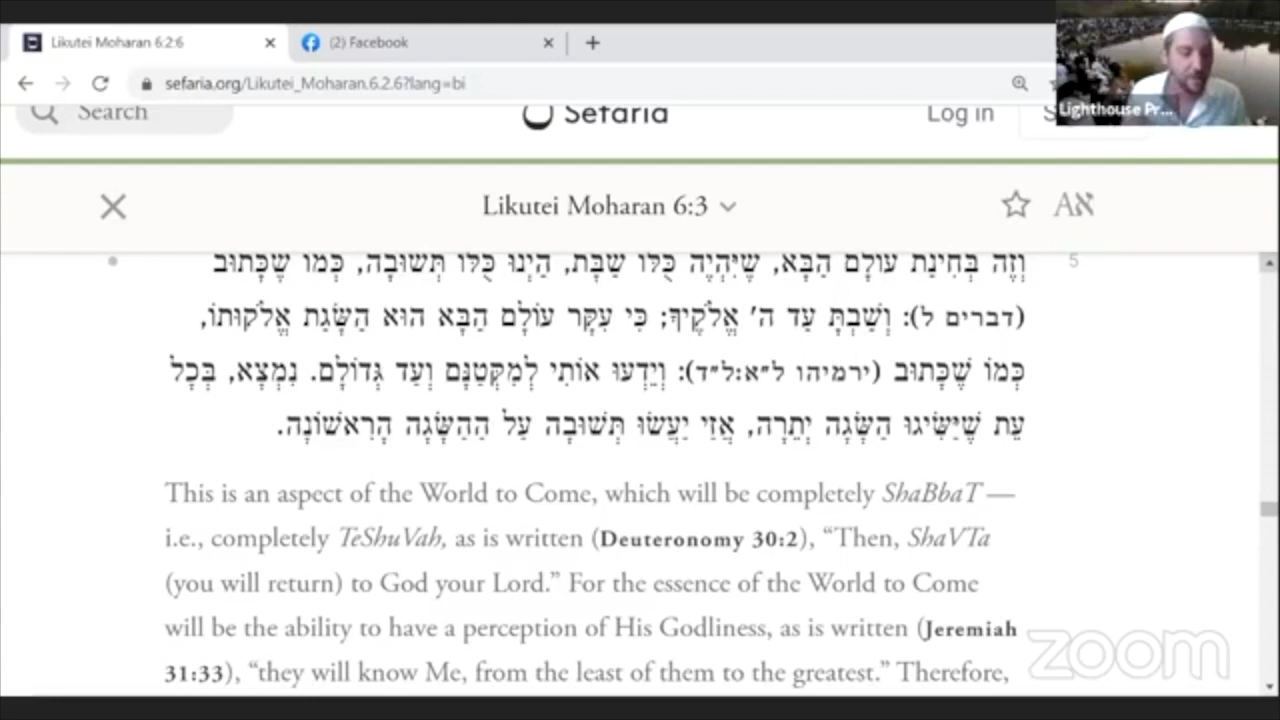 Likutei Moharan 6:2:6
(2) Facebook
sefaria.org/Likutei_Moharan.6.2.6?lang=bi
Search
Sefaria
Log in
S
Lighthouse Pr...
Likutei Moharan 6:3
Aא
5
וְזֶה בְּחִינַת עוֹלָם הַבָּא, שֶׁיִּהְיֶה כֻּלּוֹ שַׁבָּת, הַיְנוּ כֻּלּוֹ תְּשׁוּבָה, כְּמוֹ שֶׁכָּתוּב
(דברים ל): וְשַׁבְתָּ עַד ה' אֱלֹקֶיךָ; כִּי עִקָּר עוֹלָם הַבָּא הוּא הַשָּׂגַת אֱלֹקוּתוֹ,
כְּמוֹ שֶׁכָּתוּב (ירמיהו ל״א:ל״ד): וְיֵדְעוּ אוֹתִי לְמִקְּטַנָּם וְעַד גְּדוֹלָם. נִמְצָא, בְּכָל
עֵת שֶׁיַּשִּׂיגוּ הַשָּׂגָה יְתֵרָה, אֲזַי יַעֲשׂוּ תְּשׁוּבָה עַל הַהַשָּׂגָה הָרִאשׁוֹנָה.
This is an aspect of the World to Come, which will be completely ShaBbaT —
i.e., completely TeShuVah, as is written (Deuteronomy 30:2), “Then, ShaVTa
(you will return) to God your Lord.” For the essence of the World to Come
will be the ability to have a perception of His Godliness, as is written (Jeremiah
31:33), “they will know Me, from the least of them to the greatest.” Therefore,
zoom